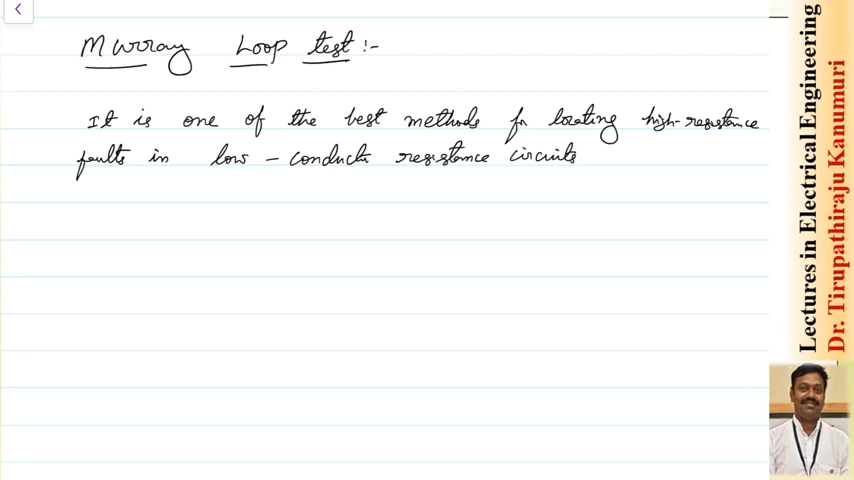 Murray Loop test :-
It is one of the best methods for locating high-resistance
faults in low - conductor resistance circuits
Lectures in Electrical Engineering
Dr. Tirupathiraju Kanumuri